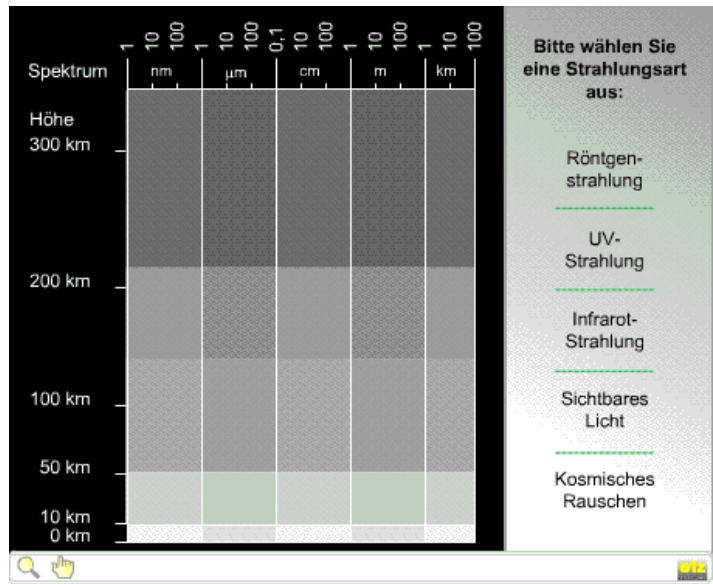 1 10 100 1 10 100 0,1 10 100 1 10 100 1 10 100
Spektrum nm µm cm m km
Höhe
300 km
200 km
100 km
50 km
10 km
0 km
Bitte wählen Sie
eine Strahlungsart
aus:
Röntgen-
strahlung
UV-
Strahlung
Infrarot-
Strahlung
Sichtbares
Licht
Kosmisches
Rauschen